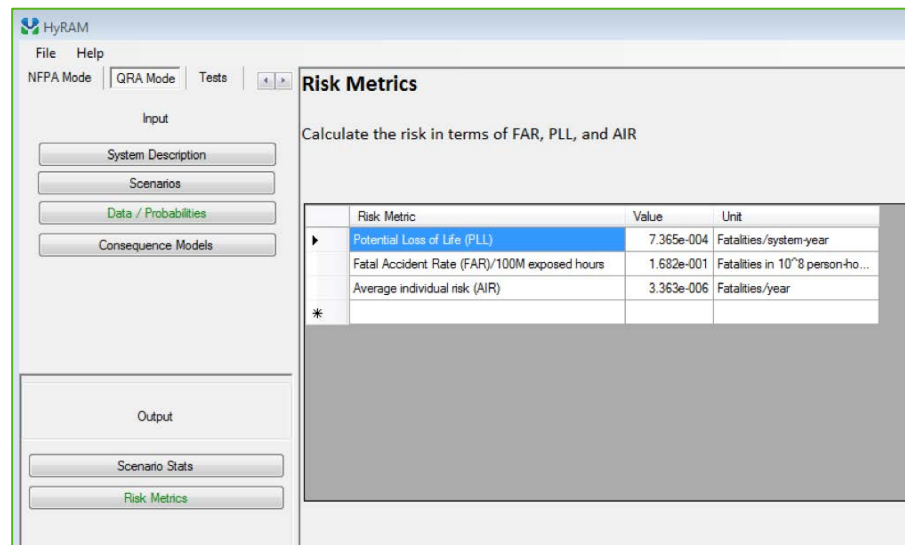 HyRAM
File Help
NFPA Mode QRA Mode Tests
Input
System Description
Scenarios
Data / Probabilities
Consequence Models
Output
Scenario Stats
Risk Metrics
Risk Metrics
Calculate the risk in terms of FAR, PLL, and AIR
Risk Metric Value Unit
Potential Loss of Life (PLL) 7.365e-004 Fatalities/system-year
Fatal Accident Rate (FAR)/100M exposed hours 1.682e-001 Fatalities in 10^8 person-ho...
Average individual risk (AIR) 3.363e-006 Fatalities/year